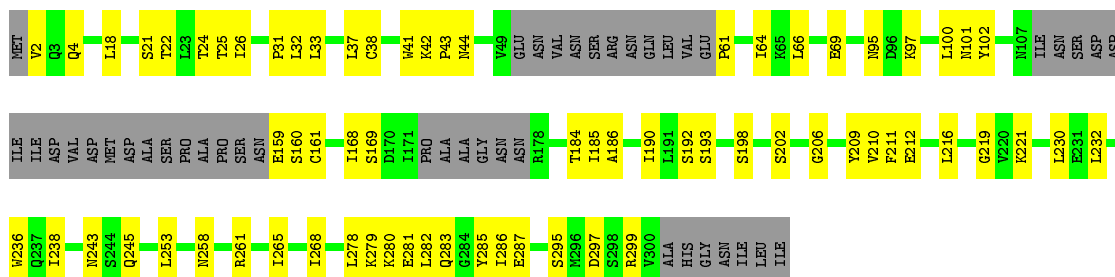 MET V2 Q3 Q4 L18 S21 T22 L23 T24 T25 I26 P31 L32 L33 L37 C38 W41 K42 P43 N44 V49 GLU ASN VAL ASN SER ARG ASN GLN LEU VAL GLU P61 I64 K65 L66 E69 N95 D96 K97 L100 N101 Y102 N107 ILE ASN SER ASP ASP
ILE ILE ASP VAL ASP MET ASP ALA SER PRO ALA PRO SER ASN E159 S160 C161 I168 S169 D170 I171 PRO ALA ALA GLY ASN ASN R178 T184 I185 A186 I190 L191 S192 S193 S198 S202 G206 Y209 V210 F211 E212 L216 G219 V220 K221 L230 E231 L232
W236 Q237 I238 N243 S244 Q245 L253 N258 R261 I265 I268 L278 K279 K280 E281 L282 Q283 G284 Y285 I286 E287 S295 M296 D297 S298 R299 V300 ALA HIS GLY ASN ILE LEU ILE